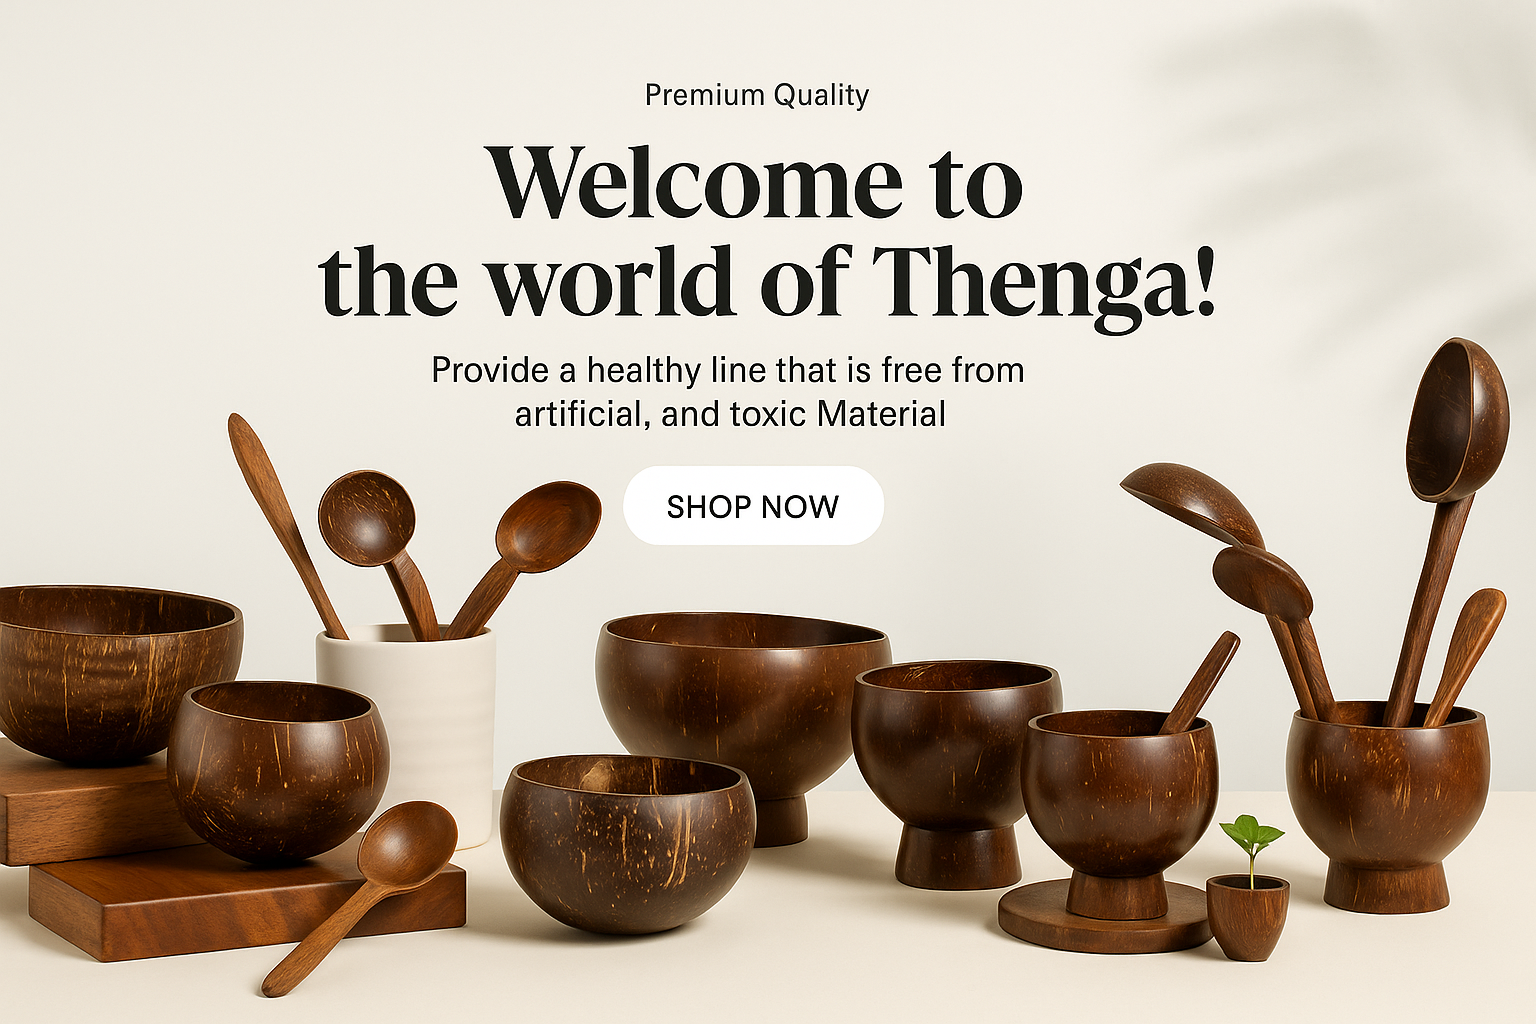 Premium Quality
Welcome to
the world of Thenga!
Provide a healthy line that is free from
artificial, and toxic Material
SHOP NOW